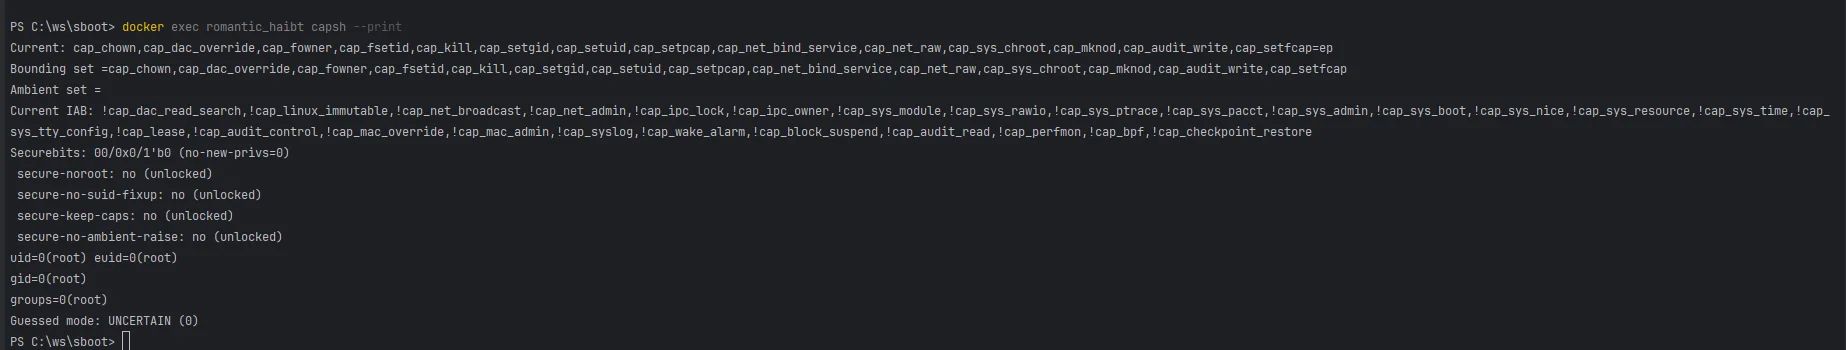 PS C:\ws\sboot> docker exec romantic_haibt capsh --print
Current: cap_chown,cap_dac_override,cap_fowner,cap_fsetid,cap_kill,cap_setgid,cap_setuid,cap_setpcap,cap_net_bind_service,cap_net_raw,cap_sys_chroot,cap_mknod,cap_audit_write,cap_setfcap=ep
Bounding set =cap_chown,cap_dac_override,cap_fowner,cap_fsetid,cap_kill,cap_setgid,cap_setuid,cap_setpcap,cap_net_bind_service,cap_net_raw,cap_sys_chroot,cap_mknod,cap_audit_write,cap_setfcap
Ambient set =
Current IAB: !cap_dac_read_search,!cap_linux_immutable,!cap_net_broadcast,!cap_net_admin,!cap_ipc_lock,!cap_ipc_owner,!cap_sys_module,!cap_sys_rawio,!cap_sys_ptrace,!cap_sys_pacct,!cap_sys_admin,!cap_sys_boot,!cap_sys_nice,!cap_sys_resource,!cap_sys_time,!cap_
sys_tty_config,!cap_lease,!cap_audit_control,!cap_mac_override,!cap_mac_admin,!cap_syslog,!cap_wake_alarm,!cap_block_suspend,!cap_audit_read,!cap_perfmon,!cap_bpf,!cap_checkpoint_restore
Securebits: 00/0x0/1'b0 (no-new-privs=0)
secure-noroot: no (unlocked)
secure-no-suid-fixup: no (unlocked)
secure-keep-caps: no (unlocked)
secure-no-ambient-raise: no (unlocked)
uid=0(root) euid=0(root)
gid=0(root)
groups=0(root)
Guessed mode: UNCERTAIN (0)
PS C:\ws\sboot>